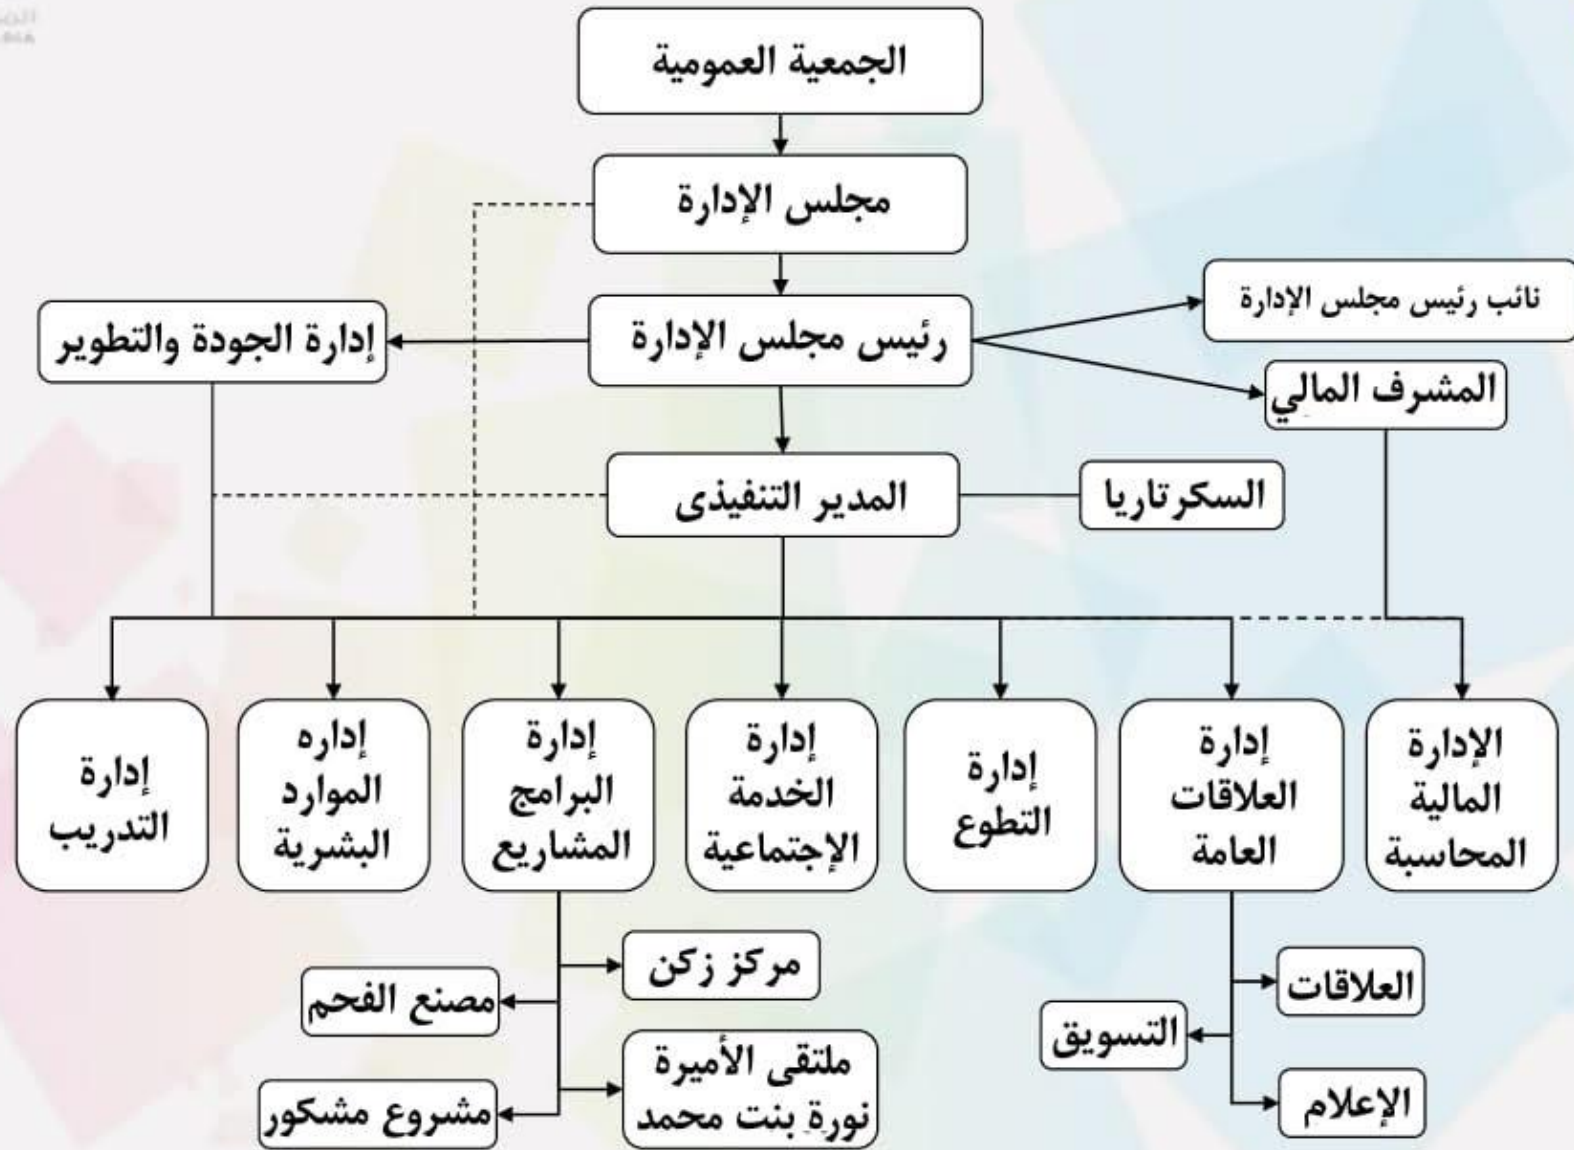 الجمعية العمومية
مجلس الإدارة
نائب رئيس مجلس الإدارة
رئيس مجلس الإدارة
إدارة الجودة والتطوير
المشرف المالي
السكرتاريا
المدير التنفيذى
الإدارة
المالية
المحاسبة
إدارة
العلاقات
العامة
إدارة
التطوع
إدارة
الخدمة
الإجتماعية
إدارة
البرامج
المشاريع
إداره
الموارد
البشرية
إدارة
التدريب
العلاقات
التسويق
الإعلام
مركز زكن
مصنع الفحم
ملتقى الأميرة
نورة بنت محمد
مشروع مشكور